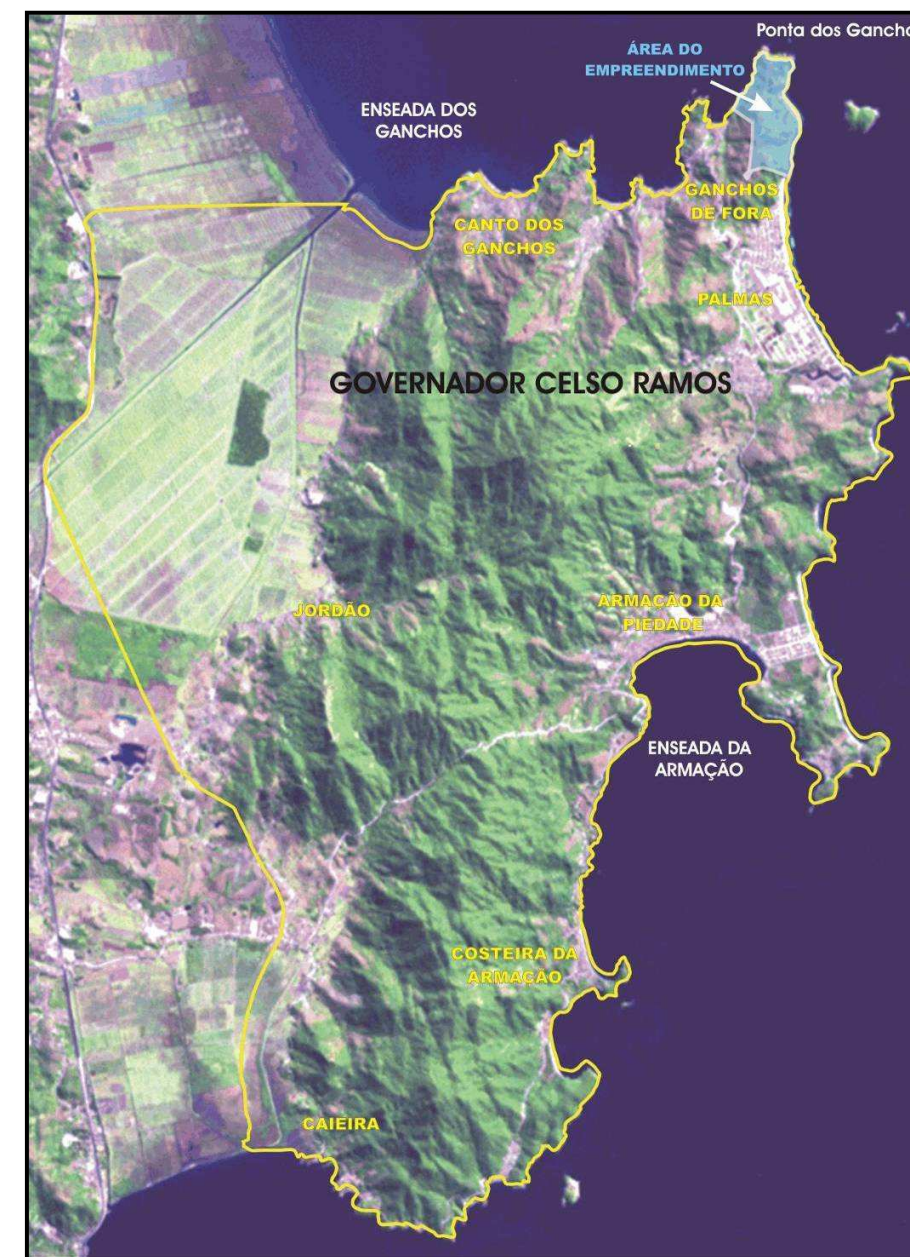 Ponta dos Gancho
ÁREA DO
EMPREENDIMENTO
ENSEADA DOS
GANCHOS
GANCHOS
DE FORA
CANTO DOS
GANCHOS
PALMAS
GOVERNADOR CELSO RAMOS
JORDÃO
ARMAÇÃO DA
PIEDADE
ENSEADA DA
ARMAÇÃO
COSTEIRA DA
ARMAÇÃO
CAIEIRA